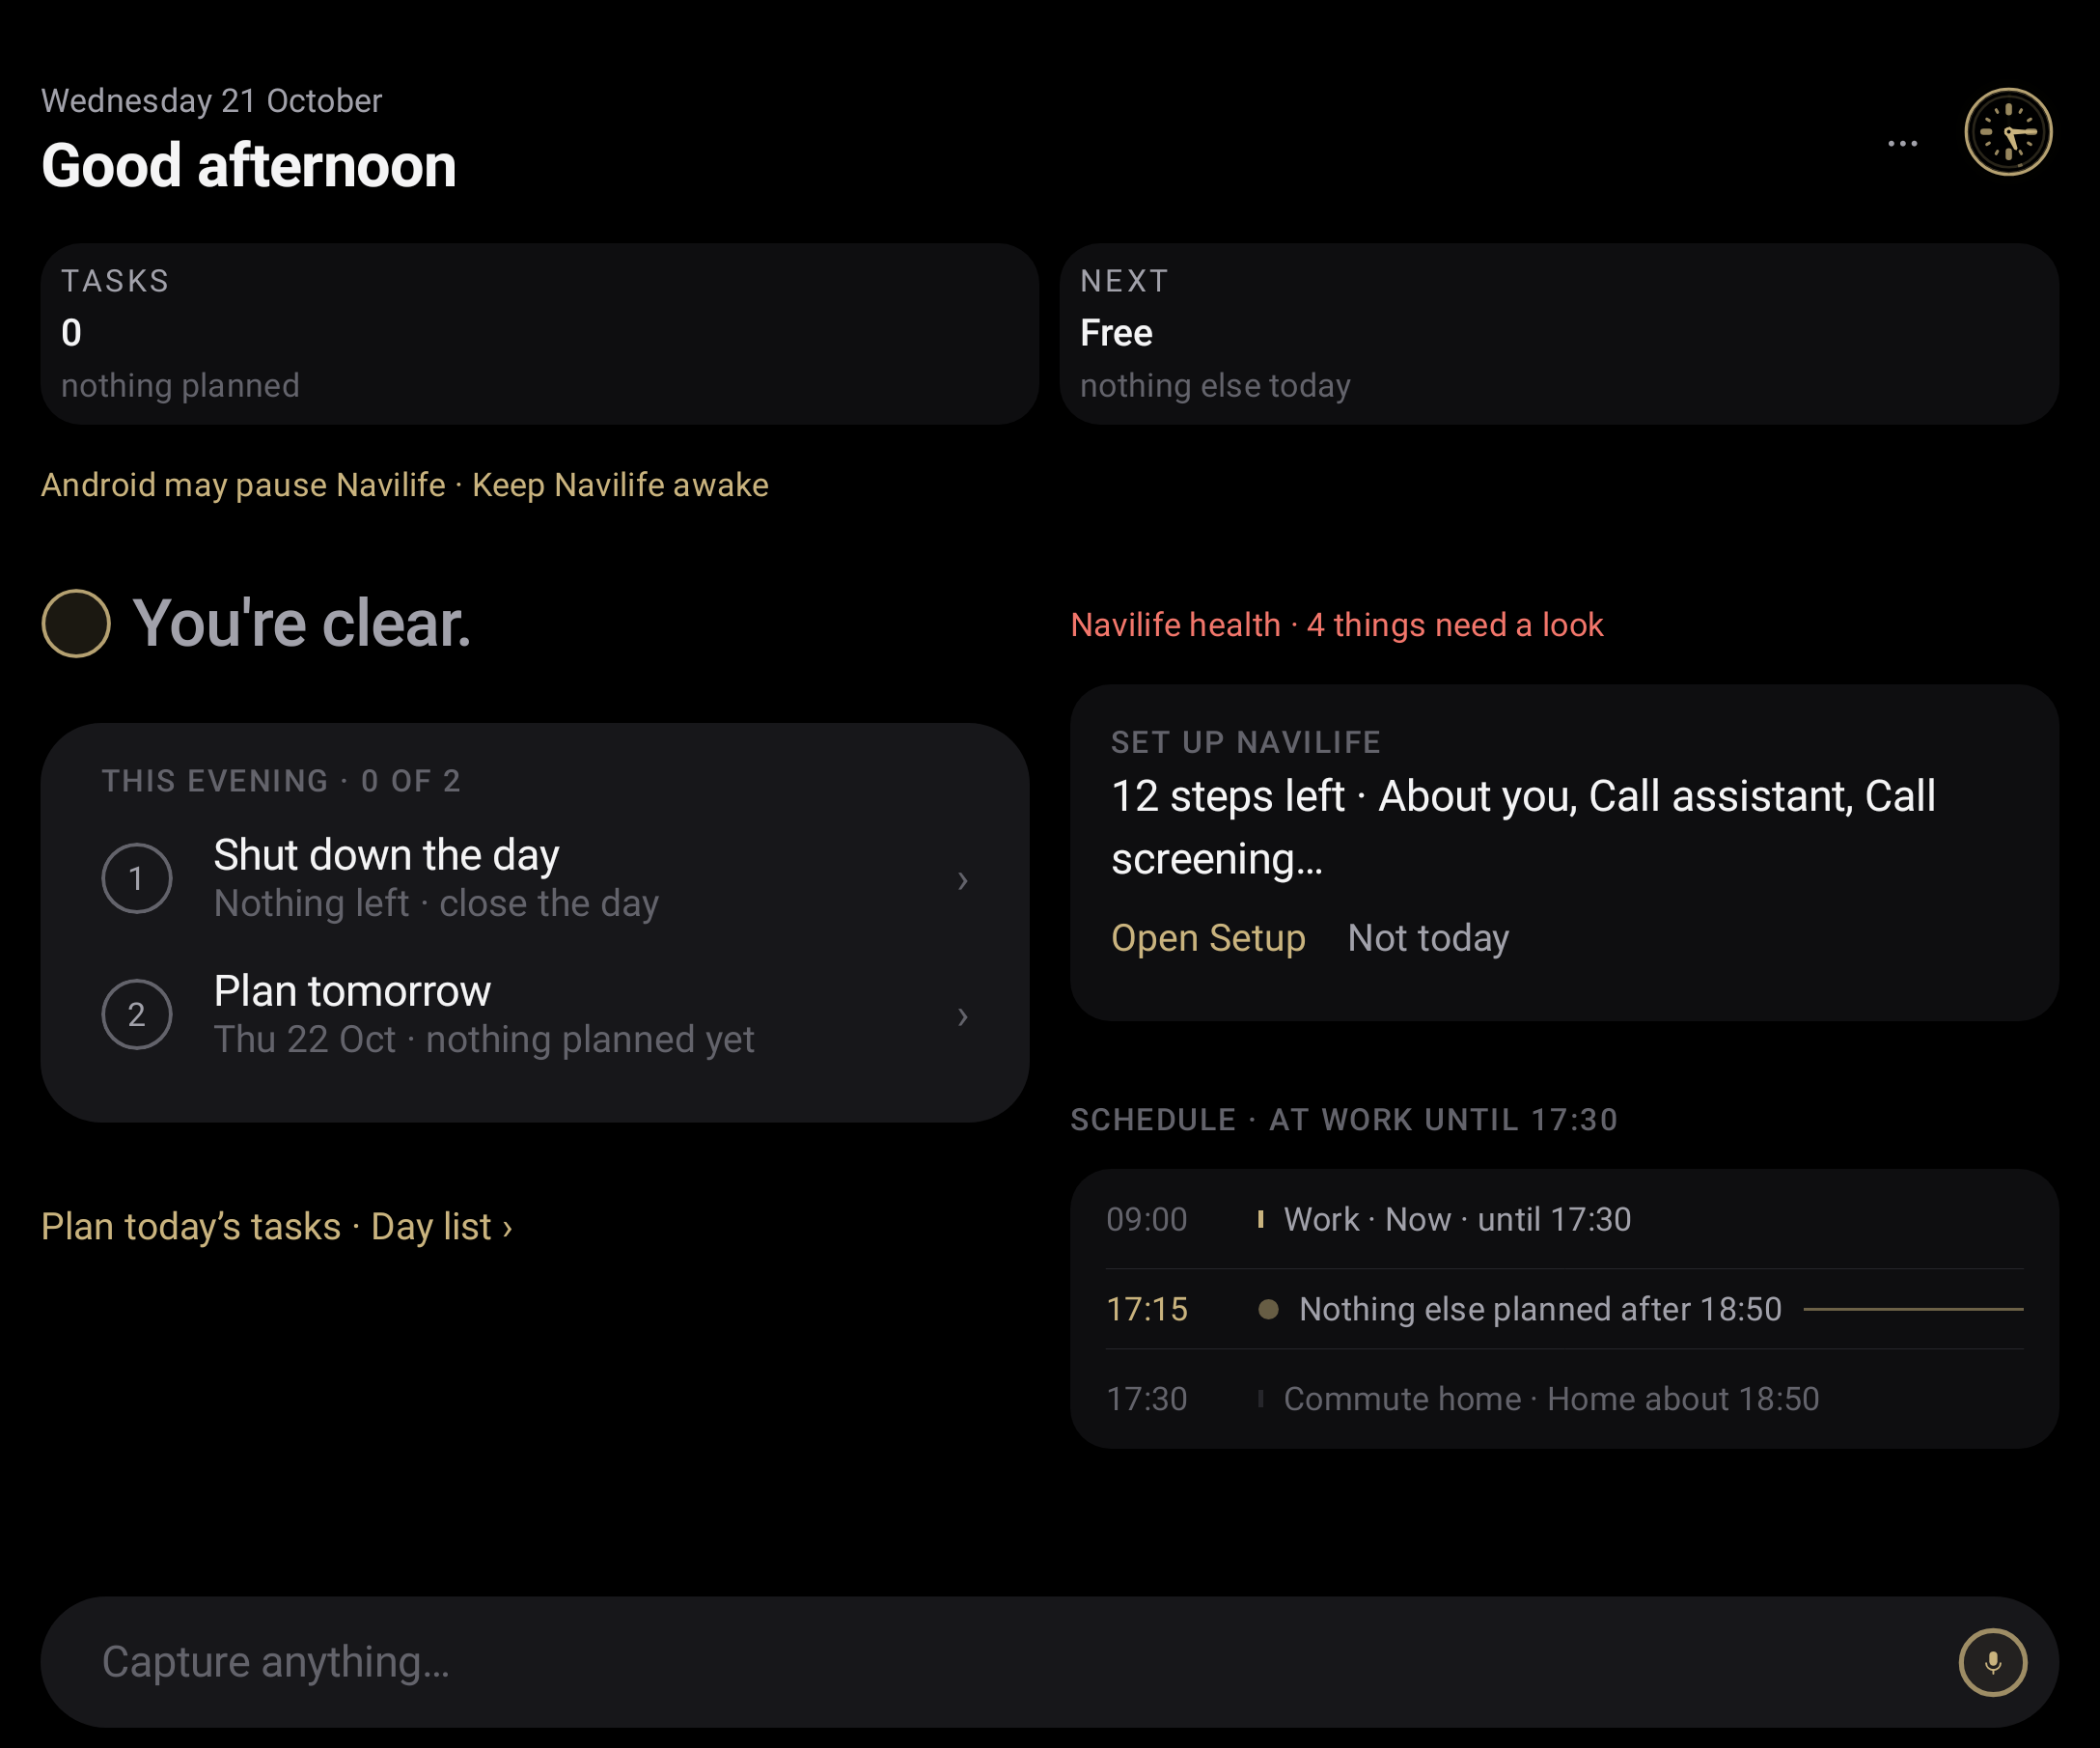 Wednesday 21 October
Good afternoon
...
TASKS
0
nothing planned
NEXT
Free
nothing else today
Android may pause Navilife · Keep Navilife awake
You're clear.
THIS EVENING · 0 OF 2
1
Shut down the day
Nothing left · close the day
›
2
Plan tomorrow
Thu 22 Oct · nothing planned yet
›
Plan today’s tasks · Day list ›
Navilife health · 4 things need a look
SET UP NAVILIFE
12 steps left · About you, Call assistant, Call
screening…
Open Setup Not today
SCHEDULE · AT WORK UNTIL 17:30
09:00 Work · Now · until 17:30
17:15 Nothing else planned after 18:50
17:30 Commute home · Home about 18:50
Capture anything…